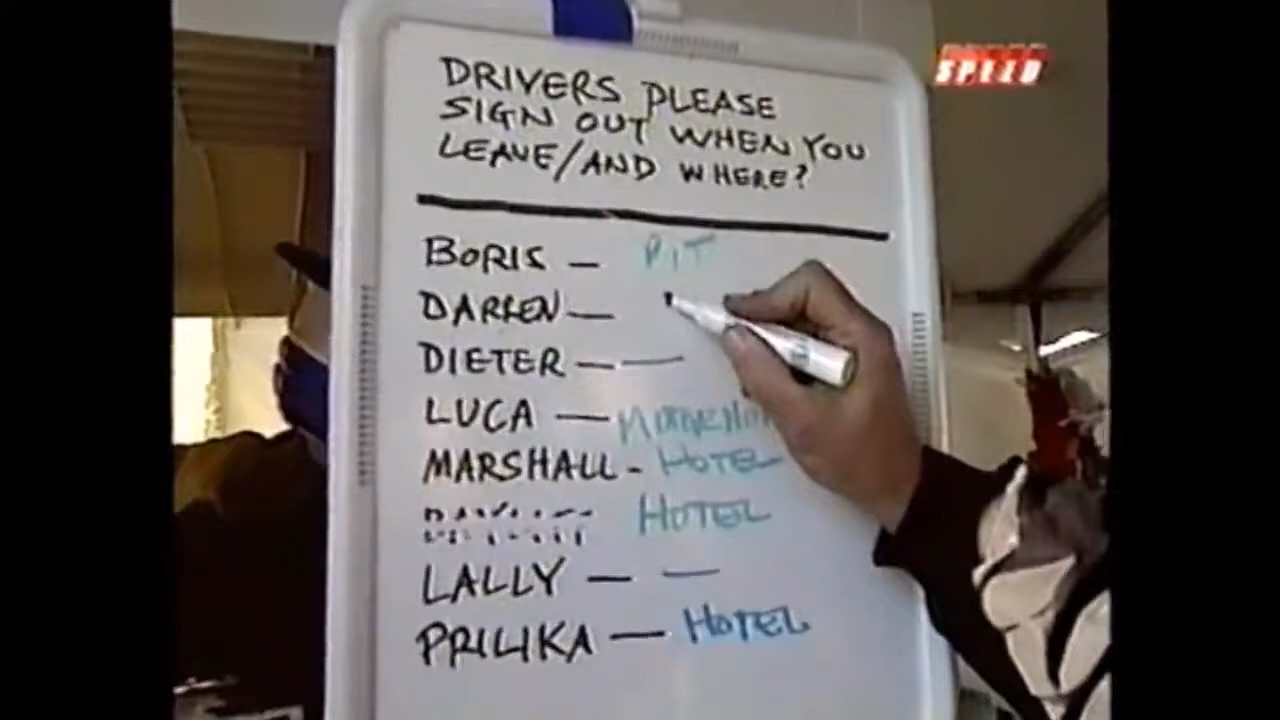 SPEED
DRIVERS PLEASE
SIGN OUT WHEN YOU
LEAVE/AND WHERE?
BORIS — PIT
DARREN —
DIETER — —
LUCA —
MARSHALL - HOTEL
HOTEL
LALLY — —
PRILIKA — HOTEL